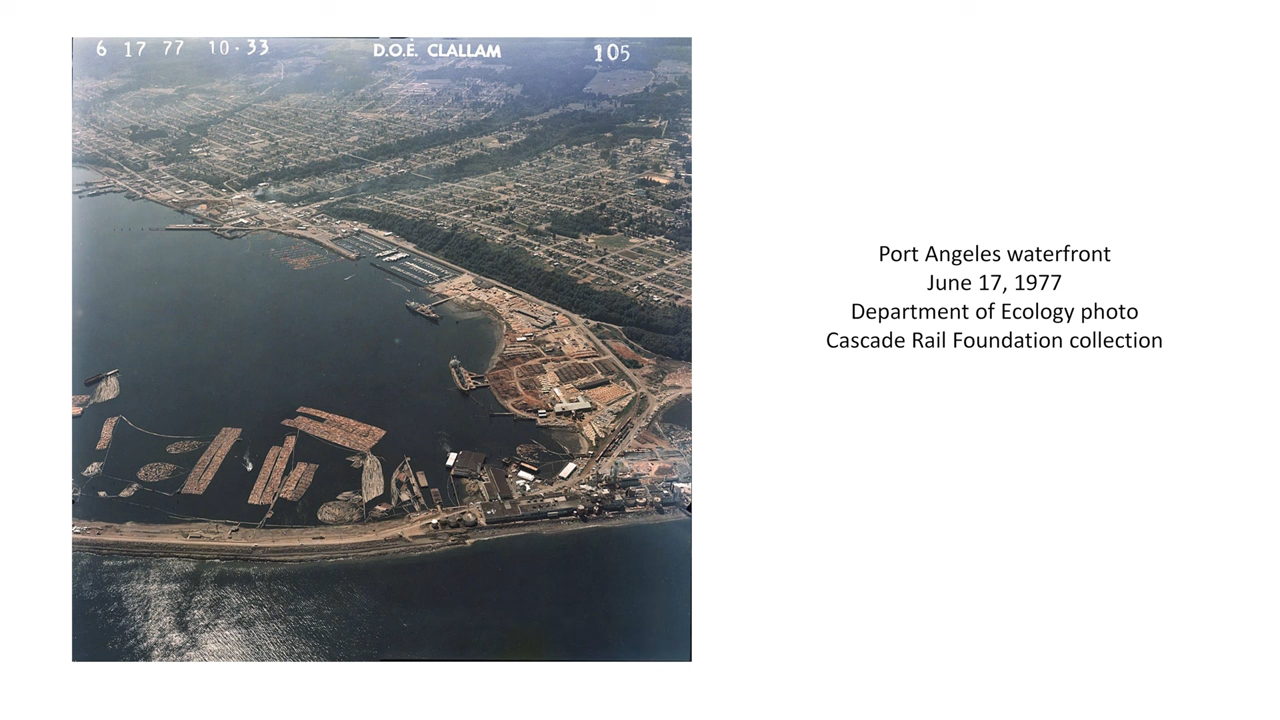 6 17 77 10·33 D.O.E. CLALLAM 105
Port Angeles waterfront
June 17, 1977
Department of Ecology photo
Cascade Rail Foundation collection